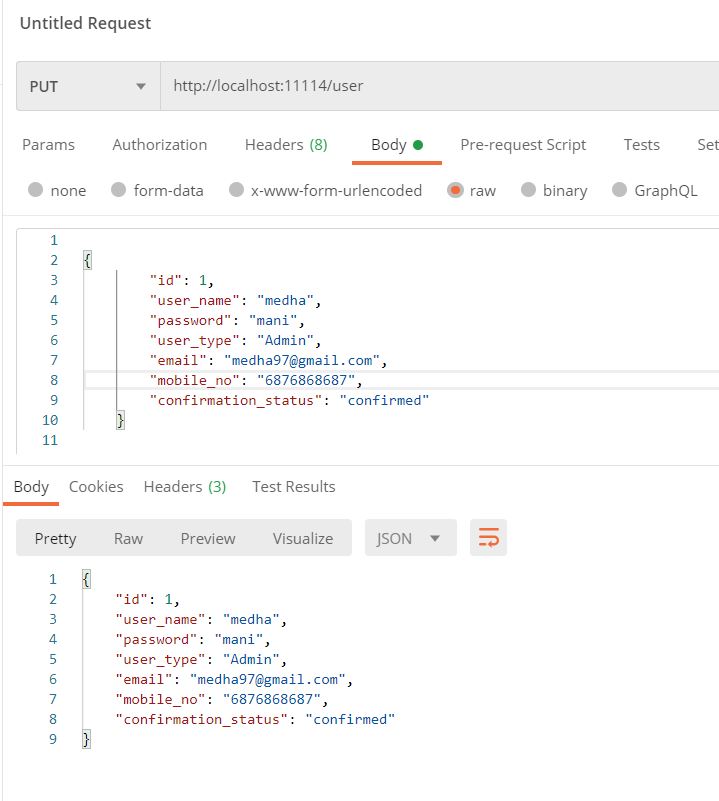 Untitled Request
PUT http://localhost:11114/user
Params Authorization Headers (8) Body Pre-request Script Tests Set
none form-data x-www-form-urlencoded raw binary GraphQL
1
2 {
3 "id": 1,
4 "user_name": "medha",
5 "password": "mani",
6 "user_type": "Admin",
7 "email": "medha97@gmail.com",
8 "mobile_no": "6876868687",
9 "confirmation_status": "confirmed"
10 }
11
Body Cookies Headers (3) Test Results
Pretty Raw Preview Visualize JSON
1 {
2 "id": 1,
3 "user_name": "medha",
4 "password": "mani",
5 "user_type": "Admin",
6 "email": "medha97@gmail.com",
7 "mobile_no": "6876868687",
8 "confirmation_status": "confirmed"
9 }